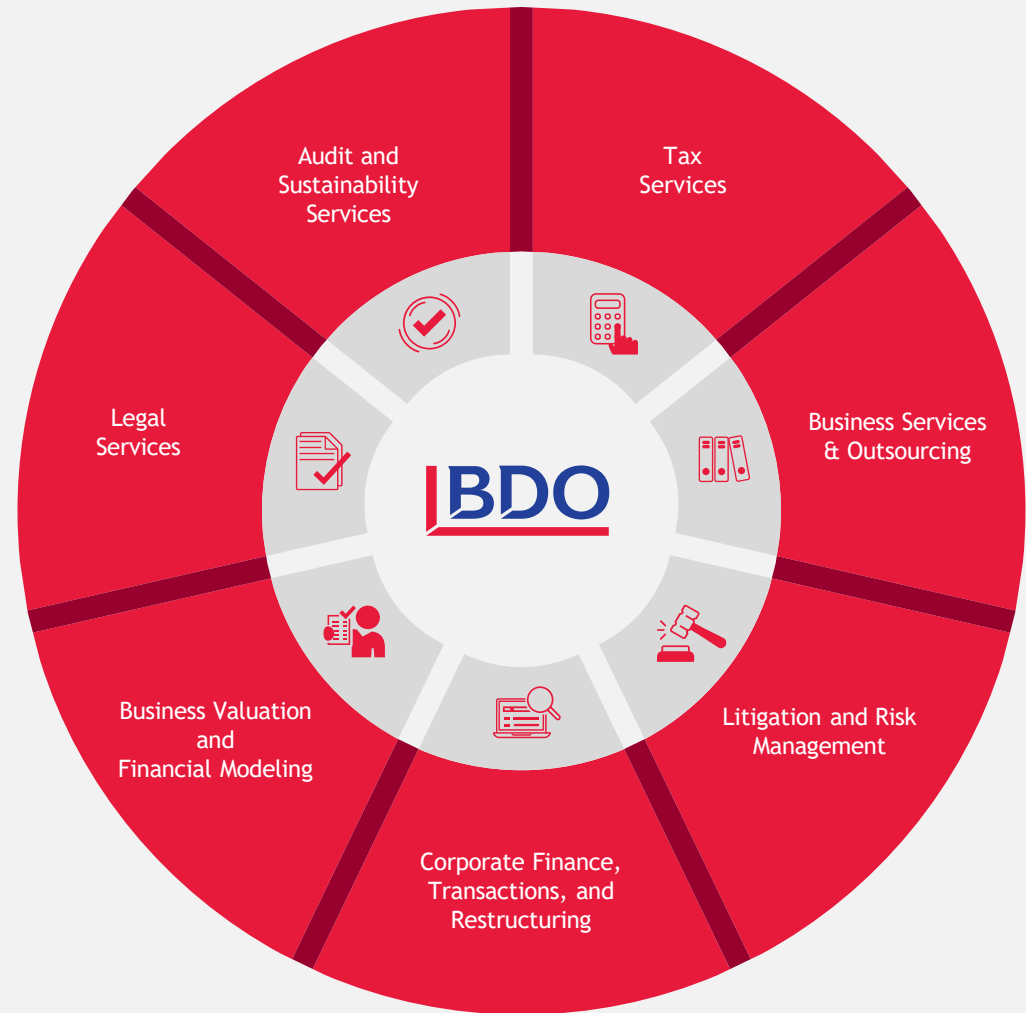 Audit and
Sustainability
Services
Tax
Services
Legal
Services
Business Services
& Outsourcing
BDO
Business Valuation
and
Financial Modeling
Litigation and Risk
Management
Corporate Finance,
Transactions, and
Restructuring